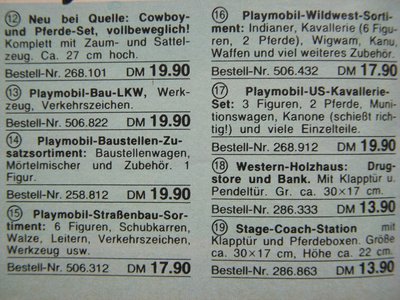 ⑫ Neu bei Quelle: Cowboy-
und Pferde-Set, vollbeweglich!
Komplett mit Zaum- und Sattel-
zeug. Ca. 27 cm hoch.
Bestell-Nr. 268.101 DM 19.90
⑬ Playmobil-Bau-LKW, Werk-
zeug, Verkehrszeichen.
Bestell-Nr. 506.822 DM 19.90
⑭ Playmobil-Baustellen-Zu-
satzsortiment: Baustellenwagen,
Mörtelmischer und Zubehör. 1
Figur.
Bestell-Nr. 258.812 DM 19.90
⑮ Playmobil-Straßenbau-Sor-
timent: 6 Figuren, Schubkarren,
Walze, Leitern, Verkehrszeichen,
Werkzeug usw.
Bestell-Nr. 506.312 DM 17.90
⑯ Playmobil-Wildwest-Sorti-
ment: Indianer, Kavallerie (6 Figu-
ren, 2 Pferde), Wigwam, Kanu,
Waffen und viel weiteres Zubehör.
Bestell-Nr. 506.432 DM 17.90
⑰ Playmobil-US-Kavallerie-
Set: 3 Figuren, 2 Pferde, Muni-
tionswagen, Kanone (schießt rich-
tig!) und viele Einzelteile.
Bestell-Nr. 268.912 DM 19.90
⑱ Western-Holzhaus: Drug-
store und Bank. Mit Klapptür u.
Pendeltür. Gr. ca. 30×17 cm.
Bestell-Nr. 286.333 DM 13.90
⑲ Stage-Coach-Station mit
Klapptür und Pferdeboxen. Größe
ca. 30×17 cm, Höhe ca. 22 cm.
Bestell-Nr. 286.863 DM 13.90